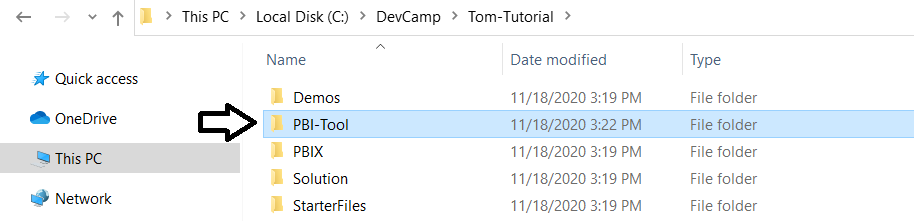 This PC > Local Disk (C:) > DevCamp > Tom-Tutorial >
Name Date modified Type
Quick access
OneDrive
This PC
Network
Demos 11/18/2020 3:19 PM File folder
PBI-Tool 11/18/2020 3:22 PM File folder
PBIX 11/18/2020 3:19 PM File folder
Solution 11/18/2020 3:19 PM File folder
StarterFiles 11/18/2020 3:19 PM File folder